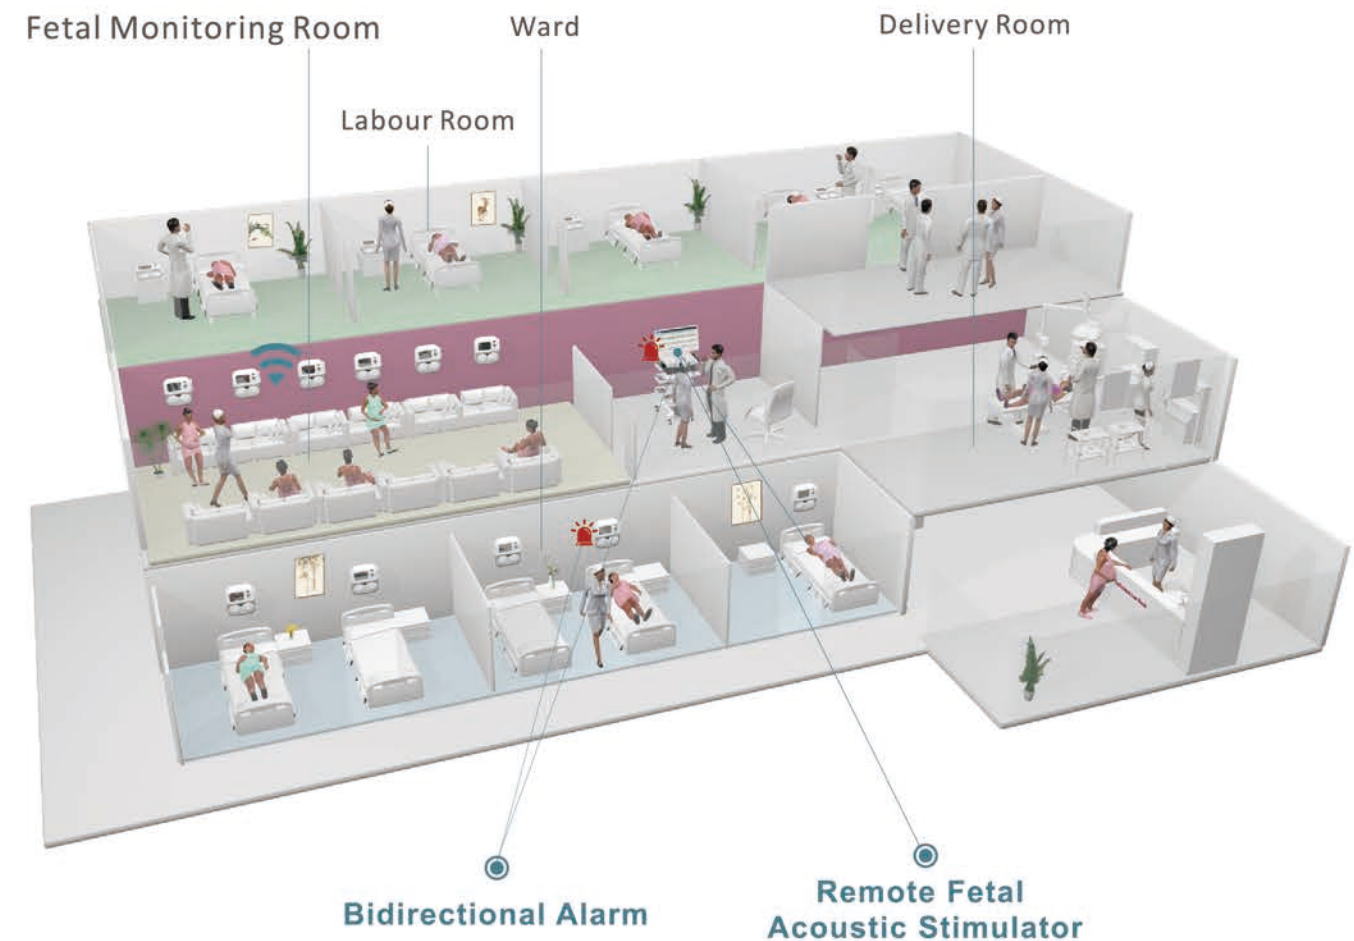 Fetal Monitoring Room
Ward
Delivery Room
Labour Room
Bidirectional Alarm
Remote Fetal
Acoustic Stimulator